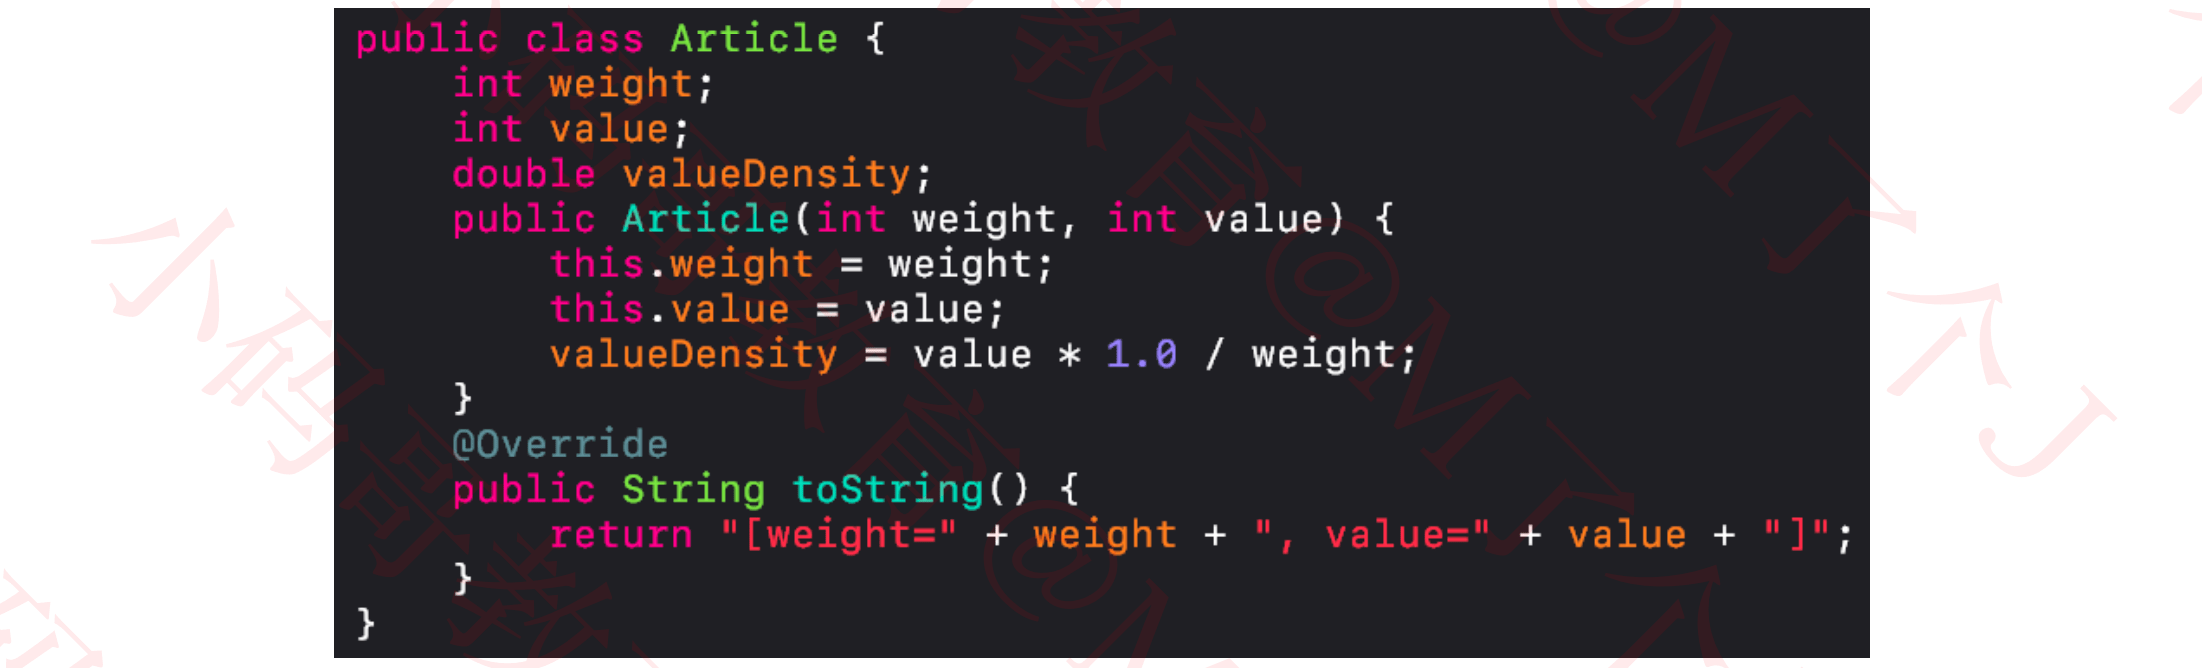 public class Article {
    int weight;
    int value;
    double valueDensity;
    public Article(int weight, int value) {
        this.weight = weight;
        this.value = value;
        valueDensity = value * 1.0 / weight;
    }
    @Override
    public String toString() {
        return "[weight=" + weight + ", value=" + value + "]";
    }
}
小码哥教育@M了个J